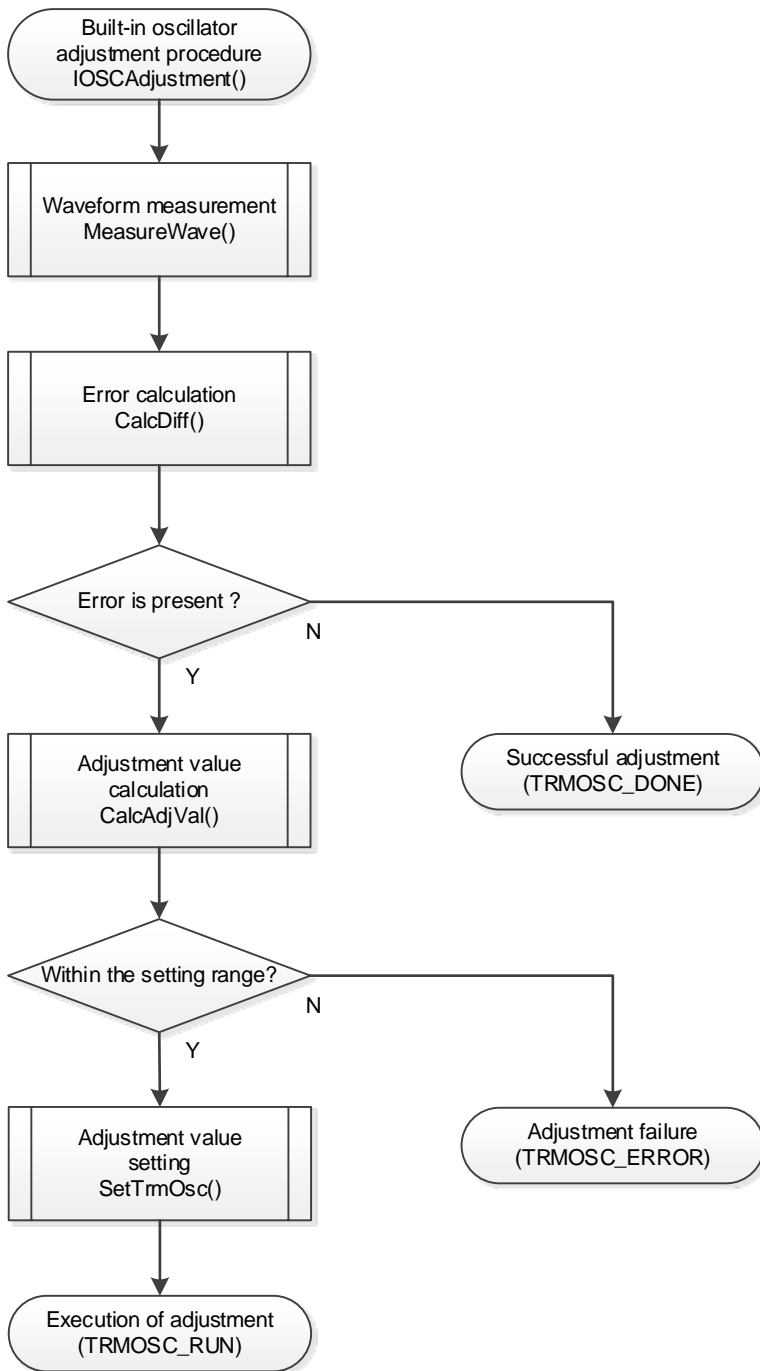 Built-in oscillator
adjustment procedure
IOSCAdjustment()
Waveform measurement
MeasureWave()
Error calculation
CalcDiff()
Error is present ?
N
Y
Adjustment value
calculation
CalcAdjVal()
Successful adjustment
(TRMOSC_DONE)
Within the setting range?
N
Y
Adjustment value
setting
SetTrmOsc()
Adjustment failure
(TRMOSC_ERROR)
Execution of adjustment
(TRMOSC_RUN)